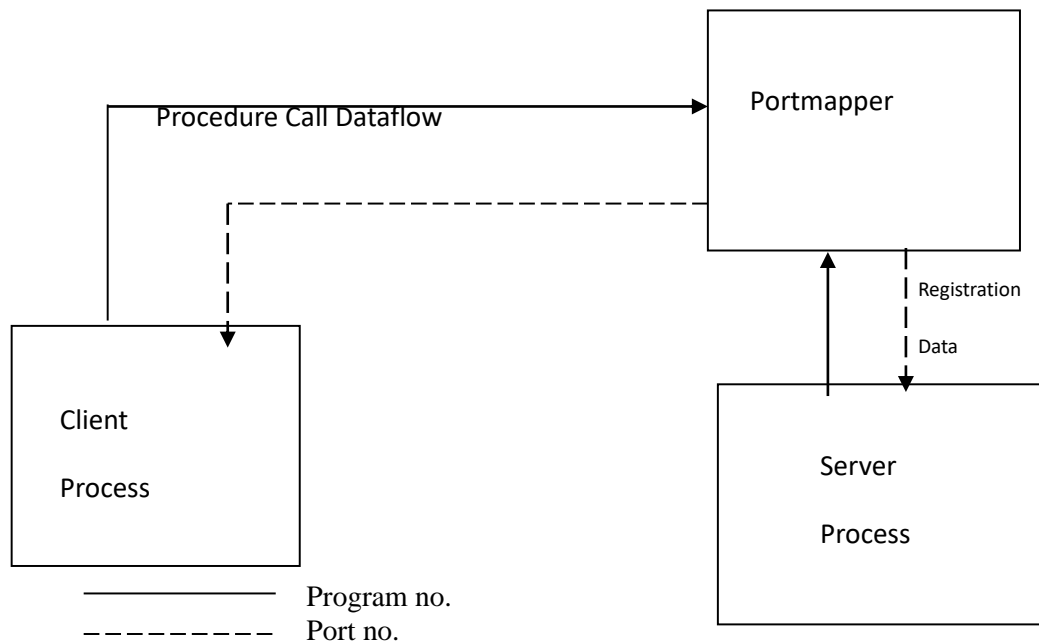 Portmapper
Procedure Call Dataflow
Registration
Data
Client
Process
Server
Process
Program no.
Port no.